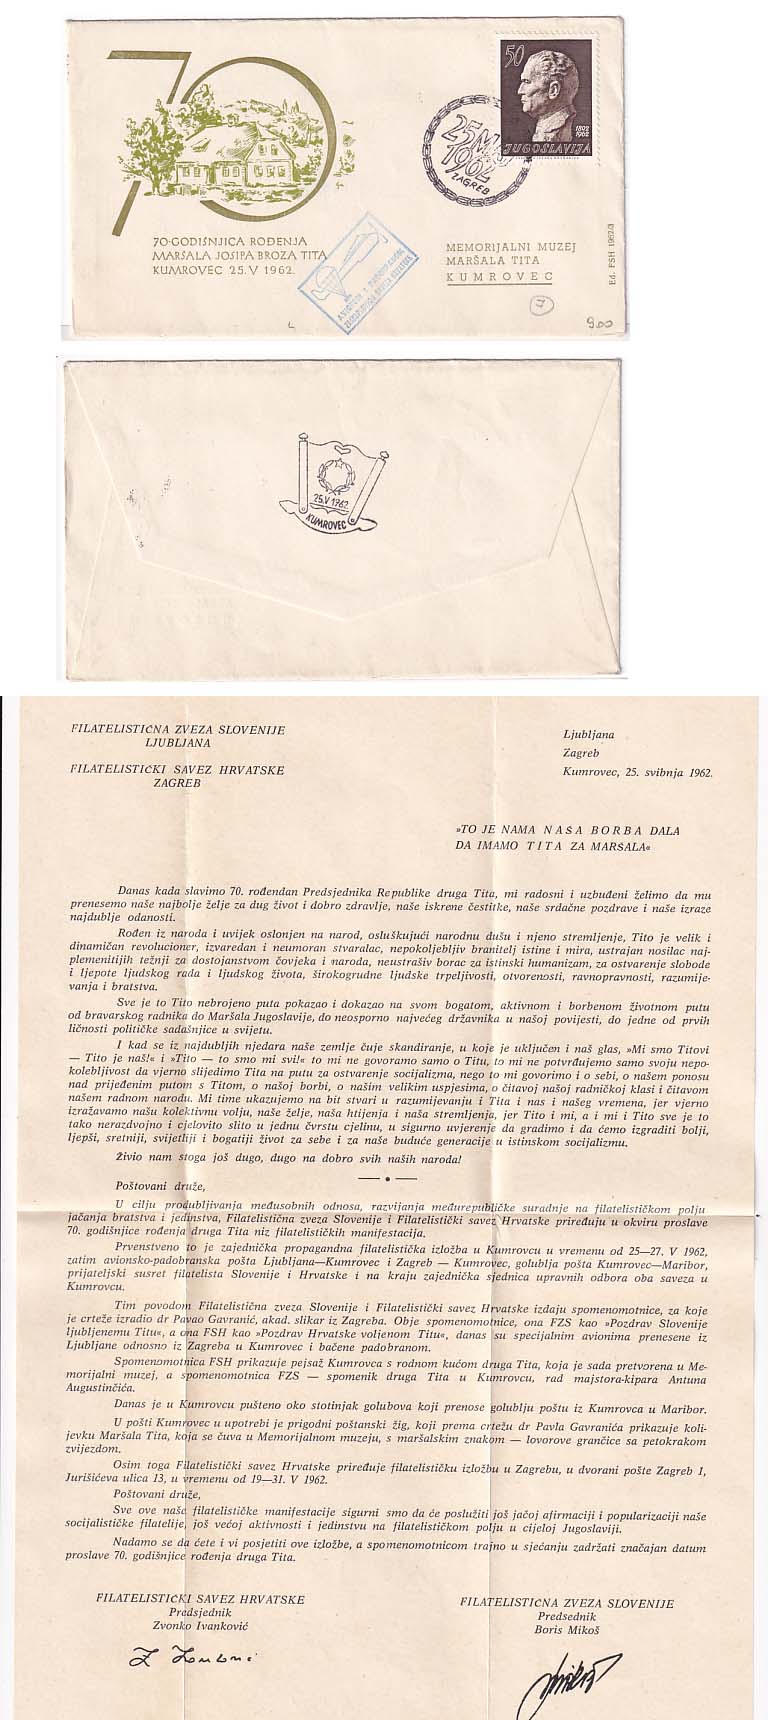 70
70-GODIŠNJICA ROĐENJA
MARŠALA JOSIPA BROZA TITA
KUMROVEC 25.V 1962.
50
1892
1962
JUGOSLAVIJA
25 MAJ
1962
ZAGREB
AVIONOM I PADOBRANOM
MEMORIJALNI MUZEJ
MARŠALA TITA
KUMROVEC
Ed. FSH 1962/3
7
900
25.V 1962
KUMROVEC
FILATELISTIČNA ZVEZA SLOVENIJE
LJUBLJANA
FILATELISTIČKI SAVEZ HRVATSKE
ZAGREB
Ljubljana
Zagreb
Kumrovec, 25. svibnja 1962.
»TO JE NAMA NAŠA BORBA DALA
DA IMAMO TITA ZA MARŠALA«
Danas kada slavimo 70. rođendan Predsjednika Republike druga Tita, mi radosni i uzbuđeni želimo da mu
prenesemo naše najbolje želje za dug život i dobro zdravlje, naše iskrene čestitke, naše srdačne pozdrave i naše izraze
najdublje odanosti.
Rođen iz naroda i uvijek oslonjen na narod, osluškujući narodnu dušu i njeno stremljenje, Tito je velik i
dinamičan revolucioner, izvaredan i neumoran stvaralac, nepokoljebljiv branitelj istine i mira, ustrajan nosilac naj-
plemenitijih težnji za dostojanstvom čovjeka i naroda, neustrašiv borac za istinski humanizam, za ostvarenje slobode
i ljepote ljudskog rada i ljudskog života, širokogrudne ljudske trpeljivosti, otvorenosti, ravnopravnosti, razumije-
vanja i bratstva.
Sve je to Tito nebrojeno puta pokazao i dokazao na svom bogatom, aktivnom i borbenom životnom putu
od bravarskog radnika do Maršala Jugoslavije, do neosporno najvećeg državnika u našoj povijesti, do jedne od prvih
ličnosti političke sadašnjice u svijetu.
I kad se iz najdubljih njedara naše zemlje čuje skandiranje, u koje je uključen i naš glas, »Mi smo Titovi
— Tito je naš!« i »Tito — to smo mi svi!« to mi ne govoramo samo o Titu, to mi ne potvrđujemo samo svoju nepo-
kolebljivost da vjerno slijedimo Tita na putu za ostvarenje socijalizma, nego to mi govorimo i o sebi, o našem ponosu
nad prijeđenim putom s Titom, o našoj borbi, o našim velikim uspjesima, o čitavoj našoj radničkoj klasi i čitavom
našem radnom narodu. Mi time ukazujemo na bit stvari u razumijevanju i Tita i nas i našeg vremena, jer vjerno
izražavamo našu kolektivnu volju, naše želje, naša htijenja i naša stremljenja, jer Tito i mi, a i mi i Tito sve je to
tako nerazdvojno i cjelovito slito u jednu čvrstu cjelinu, u sigurno uvjerenje da gradimo i da ćemo izgraditi bolji,
ljepši, sretniji, svijetliji i bogatiji život za sebe i za naše buduće generacije u istinskom socijalizmu.
Živio nam stoga još dugo, dugo na dobro svih naših naroda!
Poštovani druže,
U cilju produbljivanja međusobnih odnosa, razvijanja međurepubličke suradnje na filatelističkom polju
jačanja bratstva i jedinstva, Filatelistična zveza Slovenije i Filatelistički savez Hrvatske priređuju u okviru proslave
70. godišnjice rođenja druga Tita niz filatelističkih manifestacija.
Prvenstveno to je zajednička propagandna filatelistička izložba u Kumrovcu u vremenu od 25—27. V 1962,
zatim avionsko-padobranska pošta Ljubljana—Kumrovec i Zagreb — Kumrovec, golublja pošta Kumrovec—Maribor,
prijateljski susret filatelista Slovenije i Hrvatske i na kraju zajednička sjednica upravnih odbora oba saveza u
Kumrovcu.
Tim povodom Filatelistična zveza Slovenije i Filatelistički savez Hrvatske izdaju spomenomotnice, za koje
je crteže izradio dr Pavao Gavranić, akad. slikar iz Zagreba. Obje spomenomotnice, ona FZS kao »Pozdrav Slovenije
ljubljenemu Titu«, a ona FSH kao »Pozdrav Hrvatske voljenom Titu«, danas su specijalnim avionima prenesene iz
Ljubljane odnosno iz Zagreba u Kumrovec i bačene padobranom.
Spomenomotnica FSH prikazuje pejsaž Kumrovca s rodnom kućom druga Tita, koja je sada pretvorena u Me-
morijalni muzej, a spomenomotnica FZS — spomenik druga Tita u Kumrovcu, rad majstora-kipara Antuna
Augustinčića.
Danas je u Kumrovcu pušteno oko stotinjak golubova koji prenose golublju poštu iz Kumrovca u Maribor.
U pošti Kumrovec u upotrebi je prigodni poštanski žig, koji prema crtežu dr Pavla Gavranića prikazuje koli-
jevku Maršala Tita, koja se čuva u Memorijalnom muzeju, s maršalskim znakom — lovorove grančice sa petokrakom
zvijezdom.
Osim toga Filatelistički savez Hrvatske priređuje filatelističku izložbu u Zagrebu, u dvorani pošte Zagreb 1,
Jurišićeva ulica 13, u vremenu od 19—31. V 1962.
Poštovani druže,
Sve ove naše filatelističke manifestacije sigurni smo da će poslužiti još jačoj afirmaciji i popularizaciji naše
socijalističke filatelije, još većoj aktivnosti i jedinstvu na filatelističkom polju u cijeloj Jugoslaviji.
Nadamo se da ćete i vi posjetiti ove izložbe, a spomenomotnicom trajno u sjećanju zadržati značajan datum
proslave 70. godišnjice rođenja druga Tita.
FILATELISTIČKI SAVEZ HRVATSKE
Predsjednik
Zvonko Ivanković
FILATELISTIČNA ZVEZA SLOVENIJE
Predsednik
Boris Mikoš